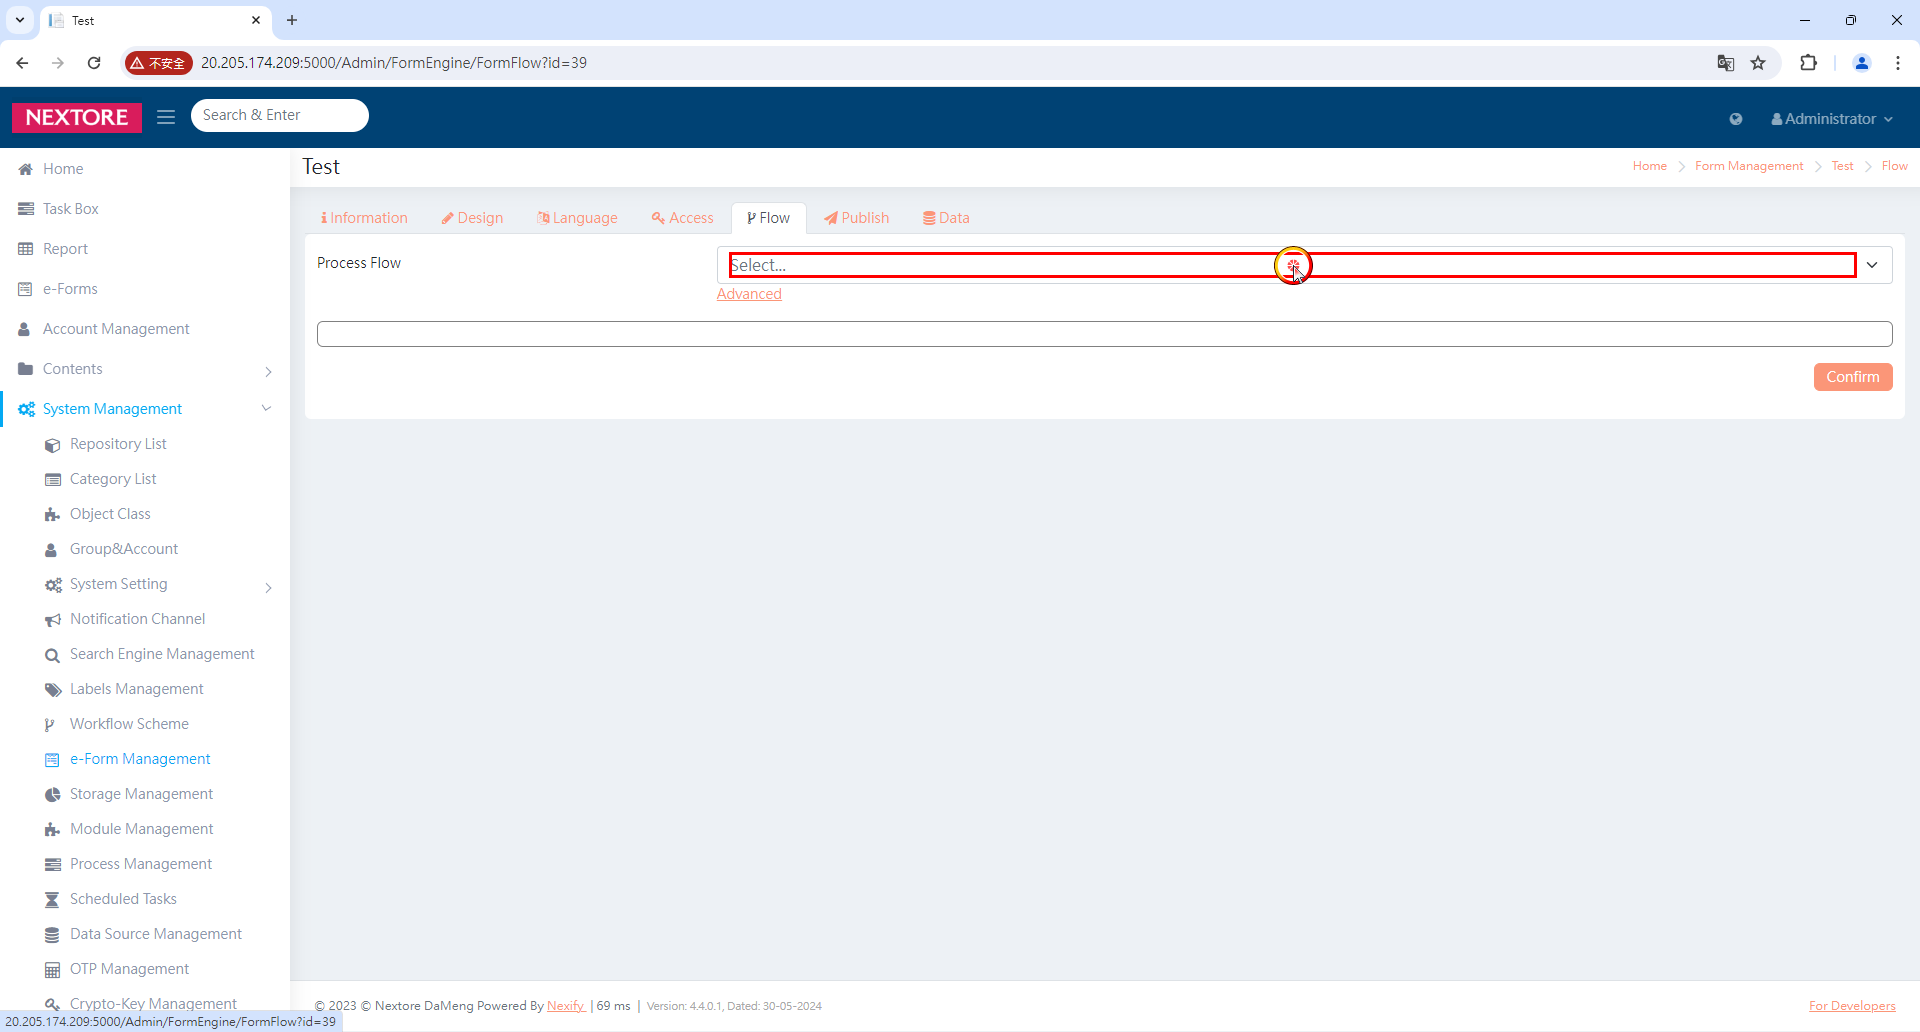 Test
不安全
20.205.174.209:5000/Admin/FormEngine/FormFlow?id=39
NEXTORE
Search & Enter
Administrator
Home
Task Box
Report
e-Forms
Account Management
Contents
System Management
Repository List
Category List
Object Class
Group&Account
System Setting
Notification Channel
Search Engine Management
Labels Management
Workflow Scheme
e-Form Management
Storage Management
Module Management
Process Management
Scheduled Tasks
Data Source Management
OTP Management
Crypto-Key Management
20.205.174.209:5000/Admin/FormEngine/FormFlow?id=39
Test
Home > Form Management > Test > Flow
Information Design Language Access Flow Publish Data
Process Flow
Select...
Advanced
Confirm
© 2023 © Nextore DaMeng Powered By Nexify | 69 ms | Version: 4.4.0.1, Dated: 30-05-2024
For Developers